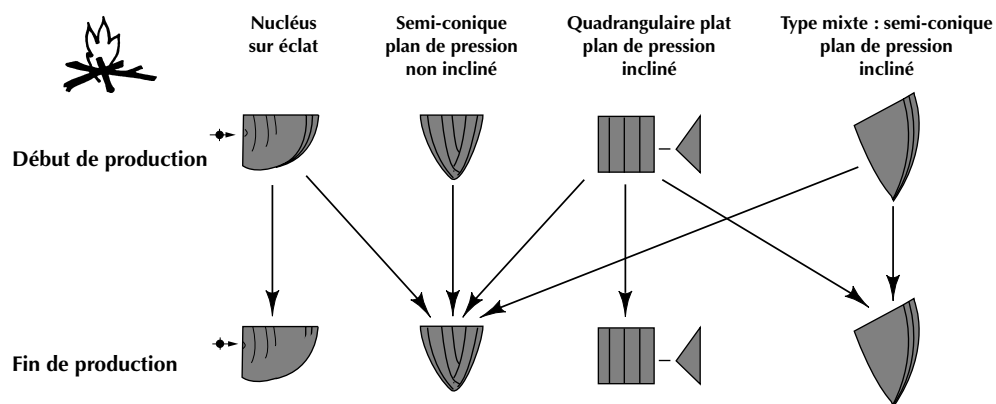 Nucléus
sur éclat
Semi-conique
plan de pression
non incliné
Quadrangulaire plat
plan de pression
incliné
Type mixte : semi-conique
plan de pression
incliné
Début de production
Fin de production